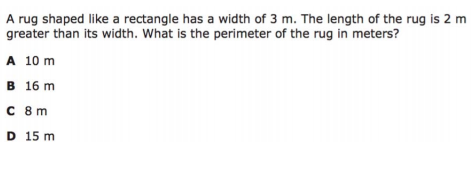 A rug shaped like a rectangle has a width of 3 m. The length of the rug is 2 m
greater than its width. What is the perimeter of the rug in meters?
A 10 m
B 16 m
C 8 m
D 15 m